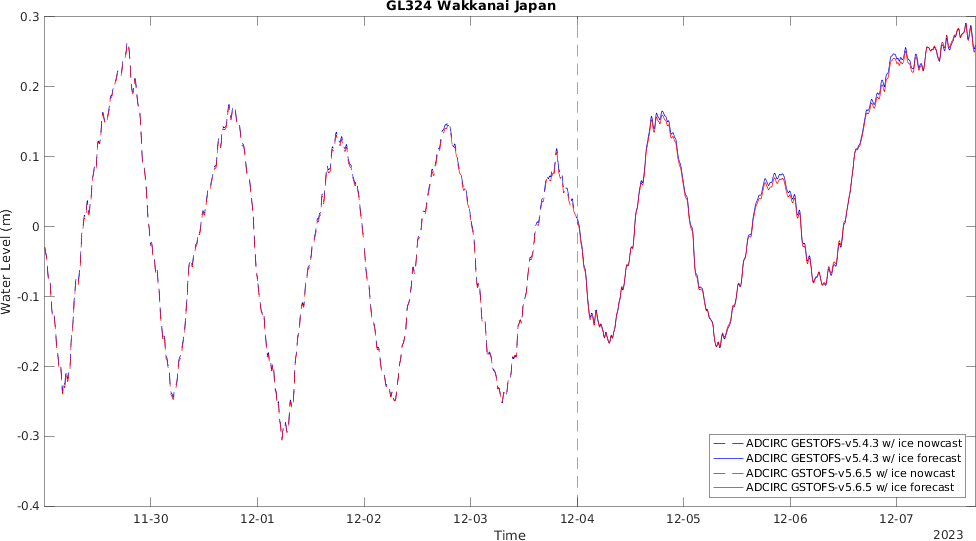 GL324 Wakkanai Japan
0.3
0.2
0.1
0
-0.1
-0.2
-0.3
-0.4
Water Level (m)
ADCIRC GESTOFS-v5.4.3 w/ ice nowcast
ADCIRC GESTOFS-v5.4.3 w/ ice forecast
ADCIRC GSTOFS-v5.6.5 w/ ice nowcast
ADCIRC GSTOFS-v5.6.5 w/ ice forecast
11-30 12-01 12-02 12-03 12-04 12-05 12-06 12-07
Time
2023